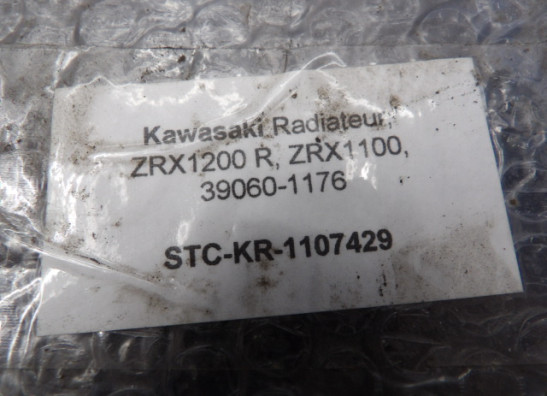 Kawasaki Radiateur,
ZRX1200 R, ZRX1100,
39060-1176
STC-KR-1107429